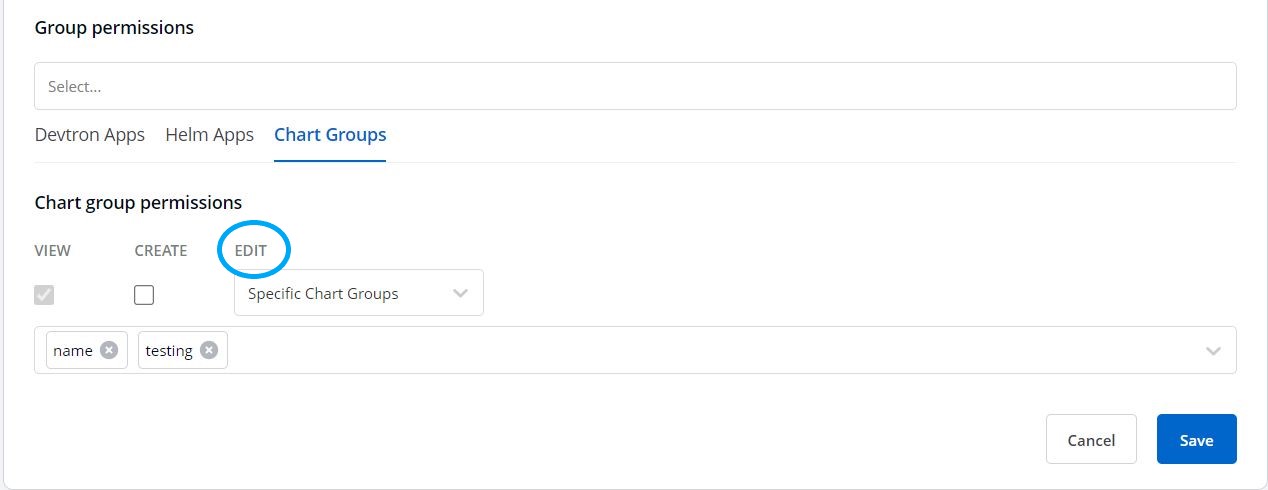 Group permissions
Select...
Devtron Apps Helm Apps Chart Groups
Chart group permissions
VIEW CREATE EDIT
Specific Chart Groups
name testing
Cancel Save